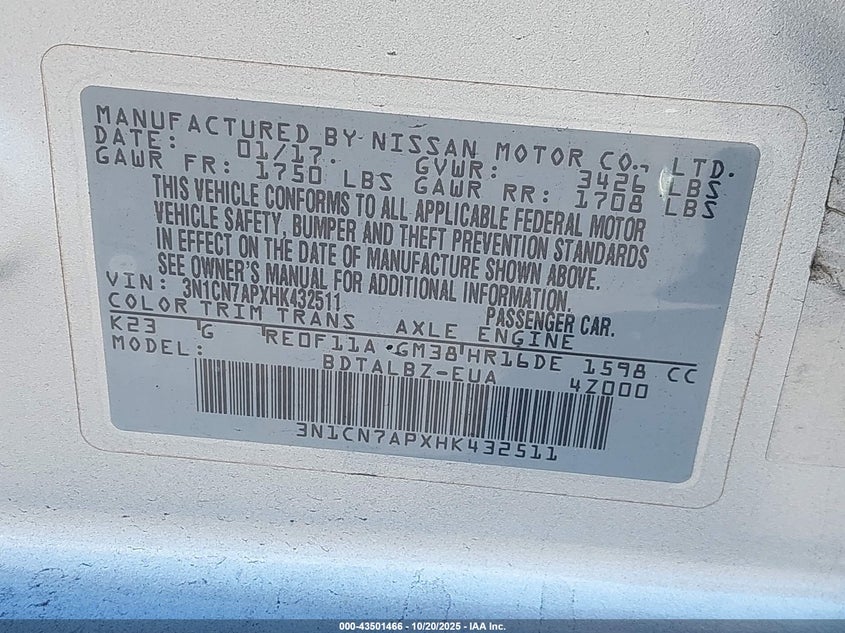 MANUFACTURED BY NISSAN MOTOR CO., LTD.
DATE: 01/17. GVWR: 3426 LBS
GAWR FR: 1750 LBS GAWR RR: 1708 LBS
THIS VEHICLE CONFORMS TO ALL APPLICABLE FEDERAL MOTOR
VEHICLE SAFETY, BUMPER AND THEFT PREVENTION STANDARDS
IN EFFECT ON THE DATE OF MANUFACTURE SHOWN ABOVE.
SEE OWNER'S MANUAL FOR ADDITIONAL INFORMATION.
VIN: 3N1CN7APXHK432511 PASSENGER CAR.
COLOR TRIM TRANS AXLE ENGINE
K23 G RE0F11A GM38 HR16DE 1598 CC
MODEL: BDTALBZ-EUA 4Z000
3N1CN7APXHK432511
000-43501466 - 10/20/2025 - IAA Inc.